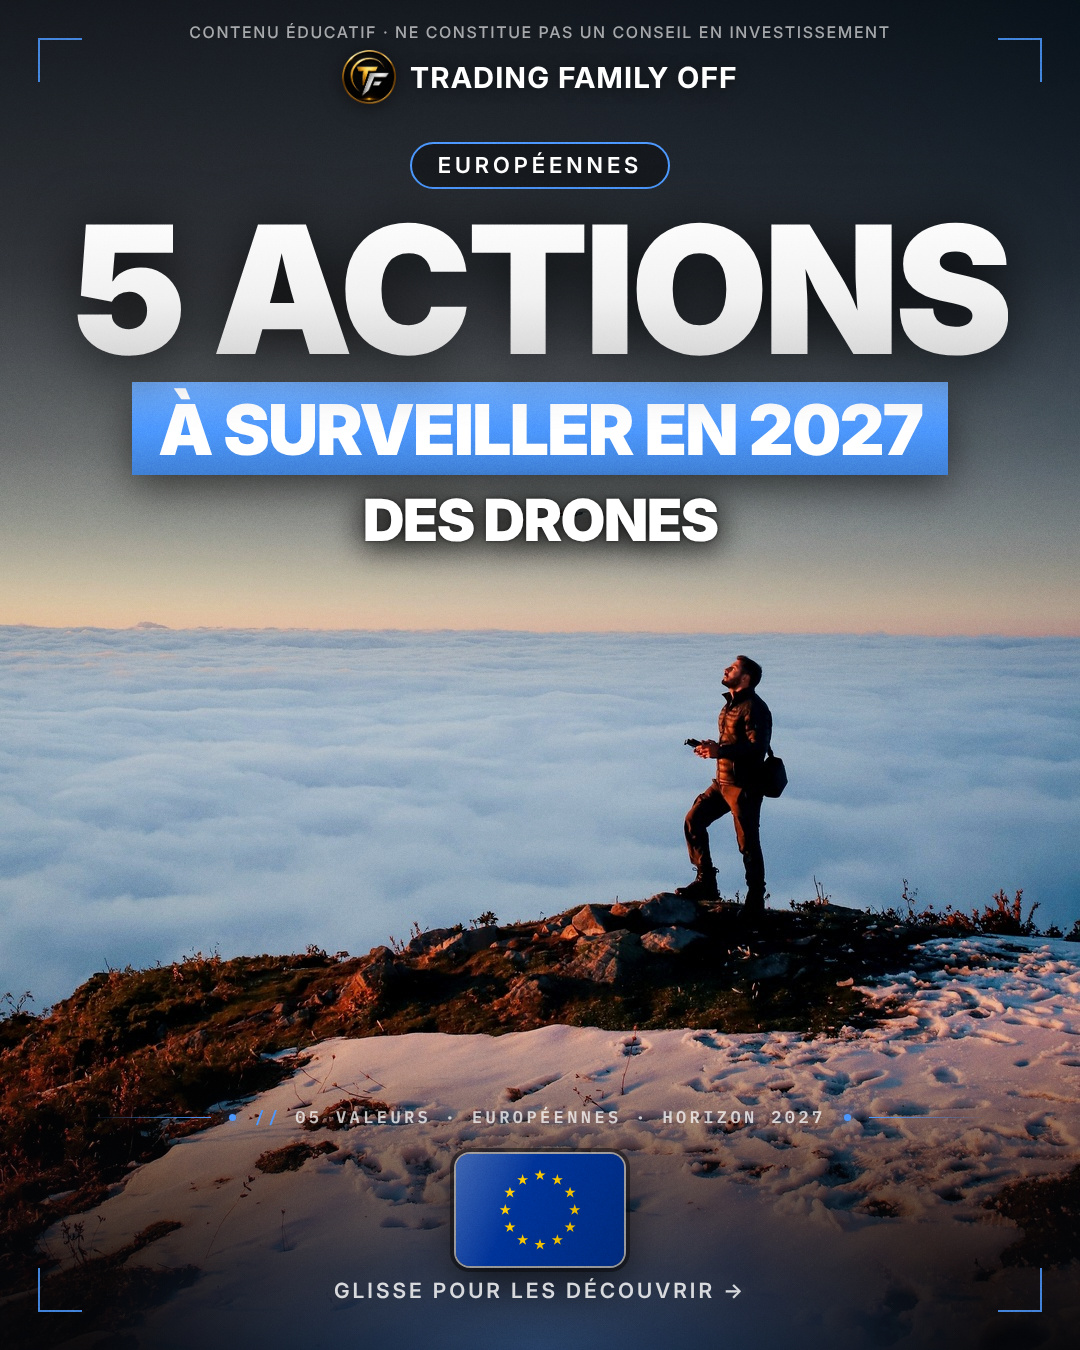 CONTENU ÉDUCATIF · NE CONSTITUE PAS UN CONSEIL EN INVESTISSEMENT
TF TRADING FAMILY OFF
EUROPÉENNES
5 ACTIONS
À SURVEILLER EN 2027
DES DRONES
// 05 VALEURS · EUROPÉENNES · HORIZON 2027
GLISSE POUR LES DÉCOUVRIR →